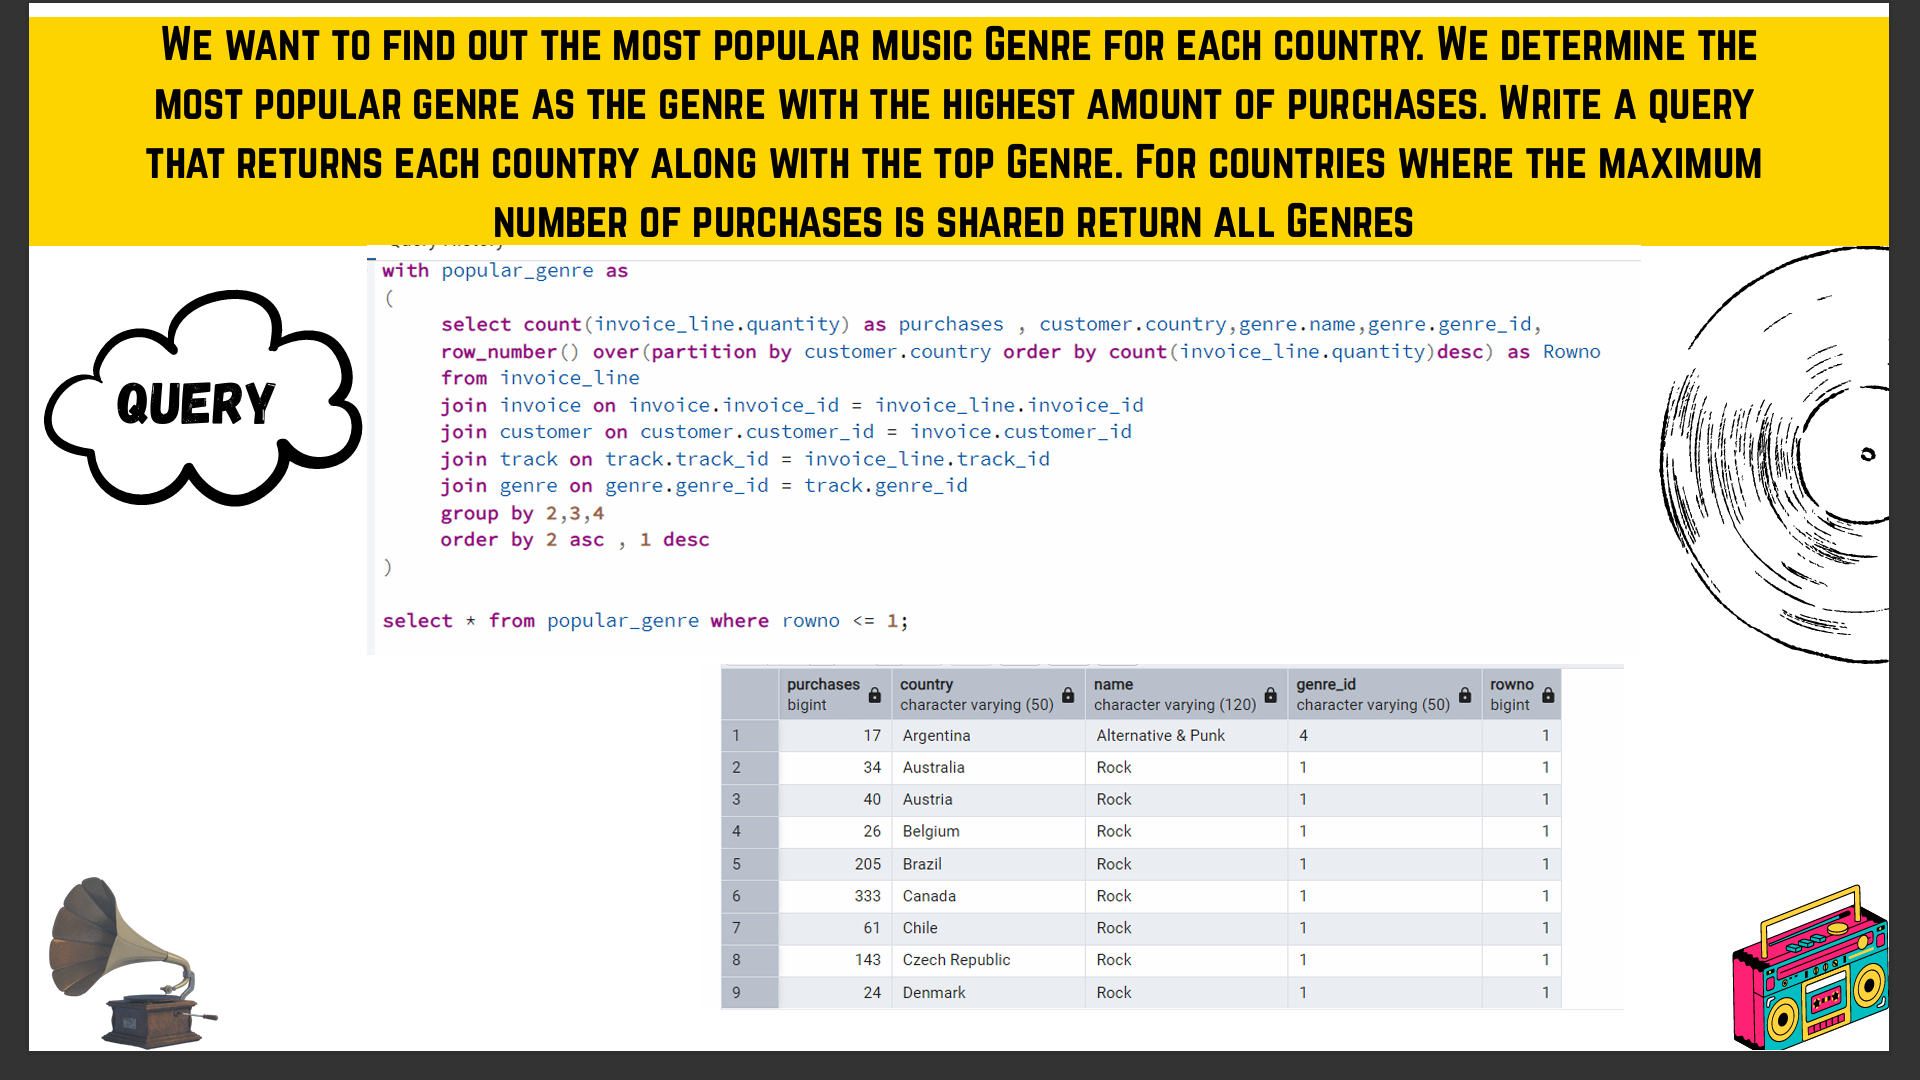 We want to find out the most popular music Genre for each country. We determine the
most popular genre as the genre with the highest amount of purchases. Write a query
that returns each country along with the top Genre. For countries where the maximum
number of purchases is shared return all Genres
QUERY
with popular_genre as
(
select count(invoice_line.quantity) as purchases , customer.country,genre.name,genre.genre_id,
row_number() over(partition by customer.country order by count(invoice_line.quantity)desc) as Rowno
from invoice_line
join invoice on invoice.invoice_id = invoice_line.invoice_id
join customer on customer.customer_id = invoice.customer_id
join track on track.track_id = invoice_line.track_id
join genre on genre.genre_id = track.genre_id
group by 2,3,4
order by 2 asc , 1 desc
)
select * from popular_genre where rowno <= 1;
purchases country name genre_id rowno
bigint character varying (50) character varying (120) character varying (50) bigint
1 17 Argentina Alternative & Punk 4 1
2 34 Australia Rock 1 1
3 40 Austria Rock 1 1
4 26 Belgium Rock 1 1
5 205 Brazil Rock 1 1
6 333 Canada Rock 1 1
7 61 Chile Rock 1 1
8 143 Czech Republic Rock 1 1
9 24 Denmark Rock 1 1